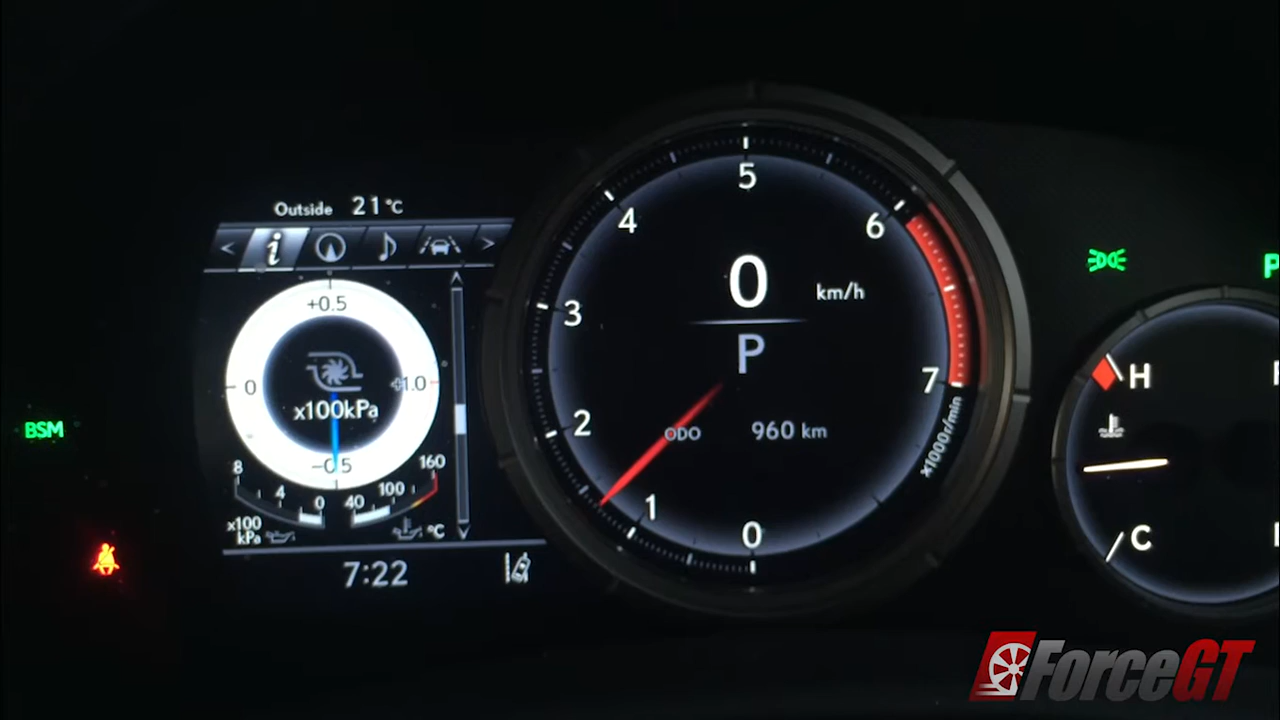 Outside 21°C
< i >
+0.5
0
+1.0
x100kPa
-0.5
8
4
0
x100
kPa
40
100
160
°C
7:22
BSM
0
1
2
3
4
5
6
7
x1000r/min
0
km/h
P
ODO 960 km
P
H
C
ForceGT